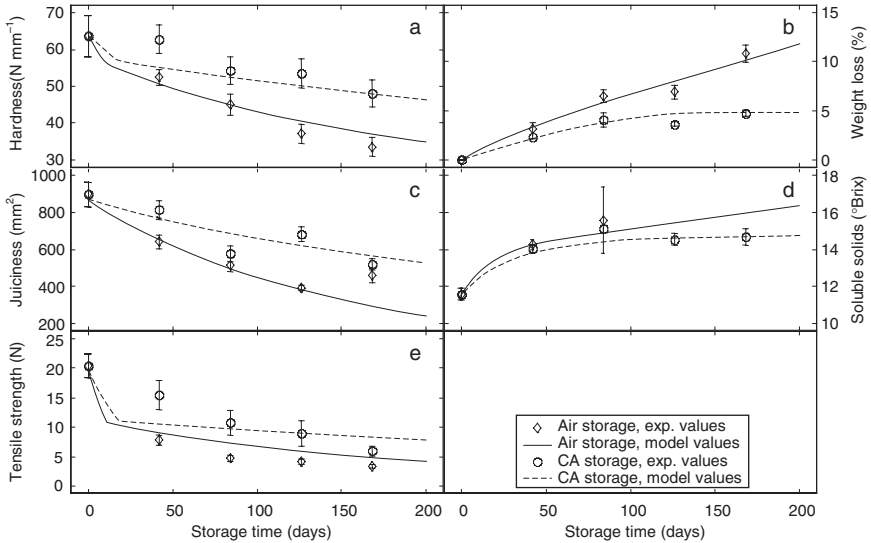 a
Hardness(N mm⁻¹)
70
60
50
40
30
b
15
10
5
0
Weight loss (%)
c
Juiciness (mm²)
1000
800
600
400
200
d
18
16
14
12
10
Soluble solids (°Brix)
e
Tensile strength (N)
25
20
15
10
5
0
0 50 100 150 200
Storage time (days)
Air storage, exp. values
Air storage, model values
CA storage, exp. values
CA storage, model values
0 50 100 150 200
Storage time (days)